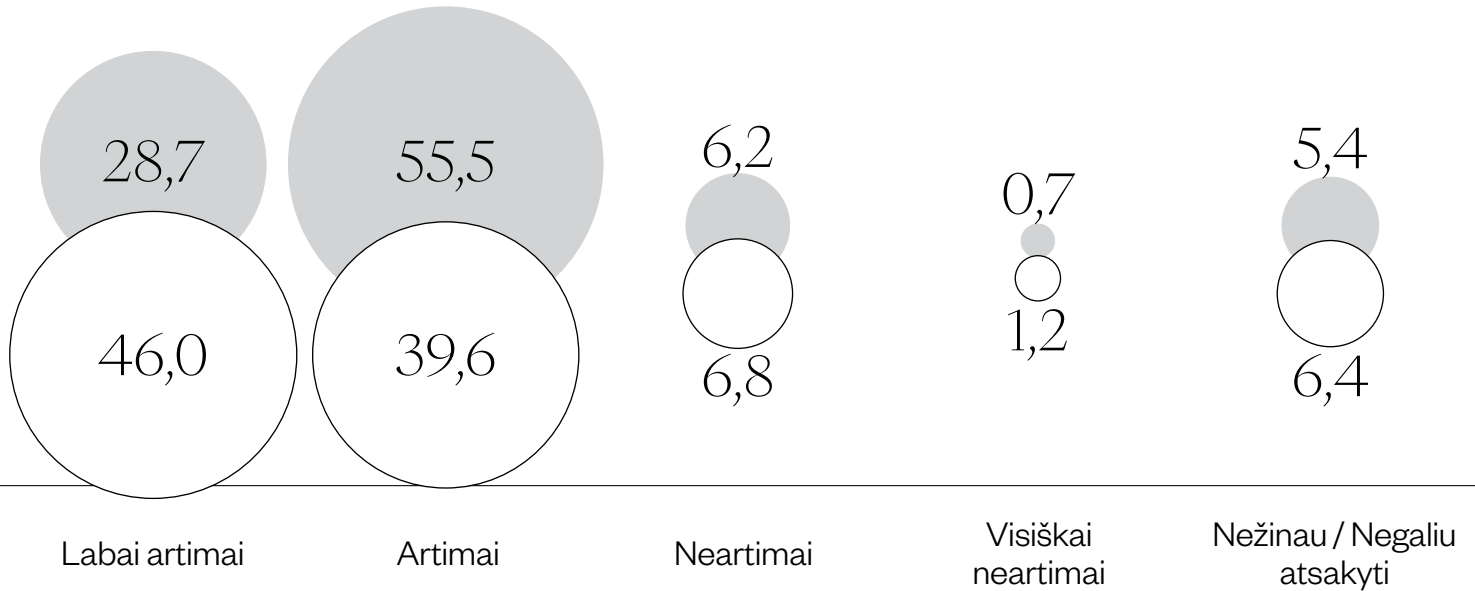 28,7
55,5
6,2
0,7
5,4
46,0
39,6
6,8
1,2
6,4
Labai artimai
Artimai
Neartimai
Visiškai
neartimai
Nežinau / Negaliu
atsakyti